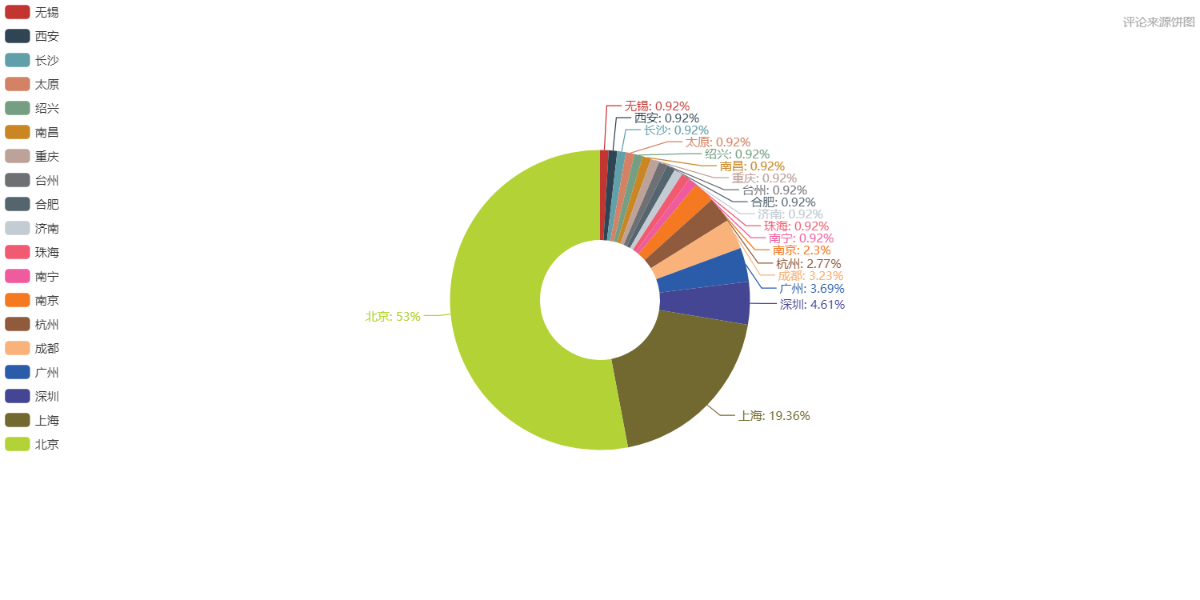 无锡
西安
长沙
太原
绍兴
南昌
重庆
台州
合肥
济南
珠海
南宁
南京
杭州
成都
广州
深圳
上海
北京
评论来源饼图
无锡: 0.92%
西安: 0.92%
长沙: 0.92%
太原: 0.92%
绍兴: 0.92%
南昌: 0.92%
重庆: 0.92%
台州: 0.92%
合肥: 0.92%
济南: 0.92%
珠海: 0.92%
南宁: 0.92%
南京: 2.3%
杭州: 2.77%
成都: 3.23%
广州: 3.69%
深圳: 4.61%
上海: 19.36%
北京: 53%